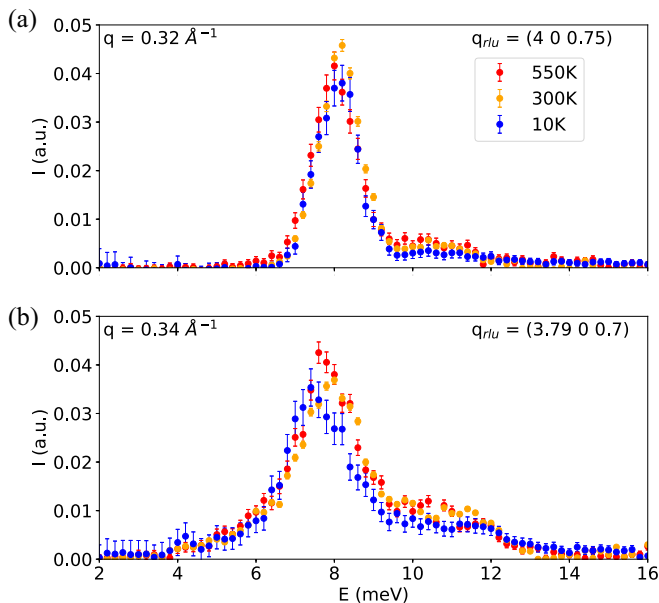 (a)
q = 0.32 Å⁻¹
q_rlu = (4 0 0.75)
550K
300K
10K
I (a.u.)
0.05
0.04
0.03
0.02
0.01
0.00
(b)
q = 0.34 Å⁻¹
q_rlu = (3.79 0 0.7)
I (a.u.)
0.05
0.04
0.03
0.02
0.01
0.00
2 4 6 8 10 12 14 16
E (meV)